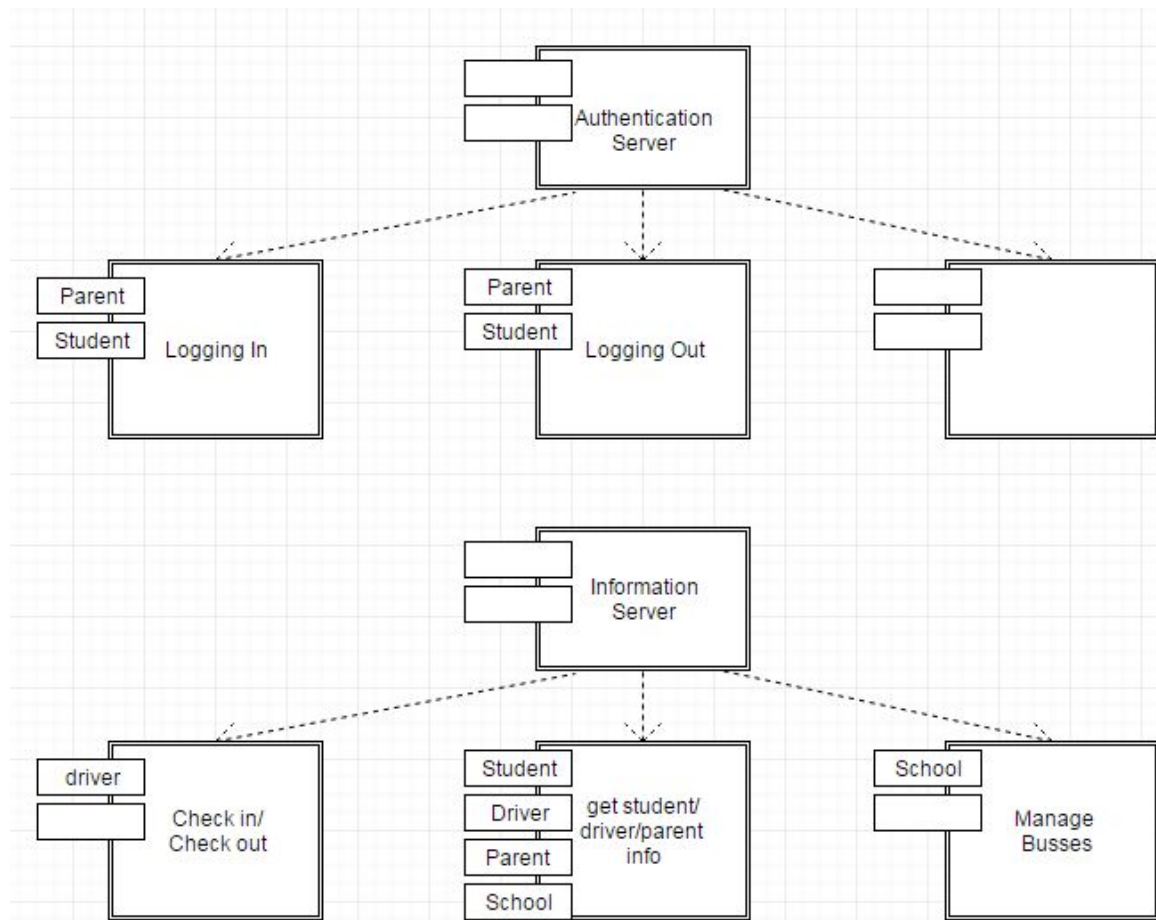 Authentication
Server
Parent
Student
Logging In
Parent
Student
Logging Out
Information
Server
driver
Check in/
Check out
Student
Driver
Parent
School
get student/
driver/parent
info
School
Manage
Busses